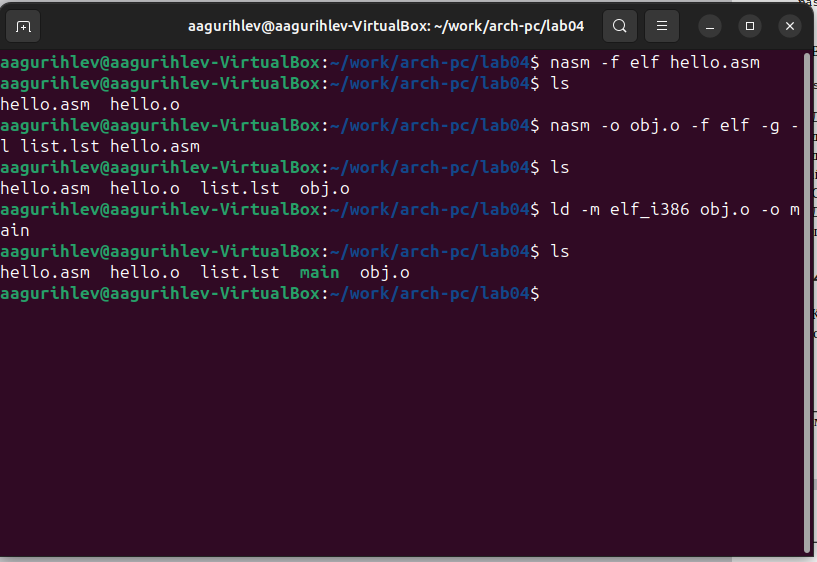 aagurihlev@aagurihlev-VirtualBox: ~/work/arch-pc/lab04
aagurihlev@aagurihlev-VirtualBox:~/work/arch-pc/lab04$ nasm -f elf hello.asm
aagurihlev@aagurihlev-VirtualBox:~/work/arch-pc/lab04$ ls
hello.asm  hello.o
aagurihlev@aagurihlev-VirtualBox:~/work/arch-pc/lab04$ nasm -o obj.o -f elf -g -
l list.lst hello.asm
aagurihlev@aagurihlev-VirtualBox:~/work/arch-pc/lab04$ ls
hello.asm  hello.o  list.lst  obj.o
aagurihlev@aagurihlev-VirtualBox:~/work/arch-pc/lab04$ ld -m elf_i386 obj.o -o m
ain
aagurihlev@aagurihlev-VirtualBox:~/work/arch-pc/lab04$ ls
hello.asm  hello.o  list.lst  main  obj.o
aagurihlev@aagurihlev-VirtualBox:~/work/arch-pc/lab04$